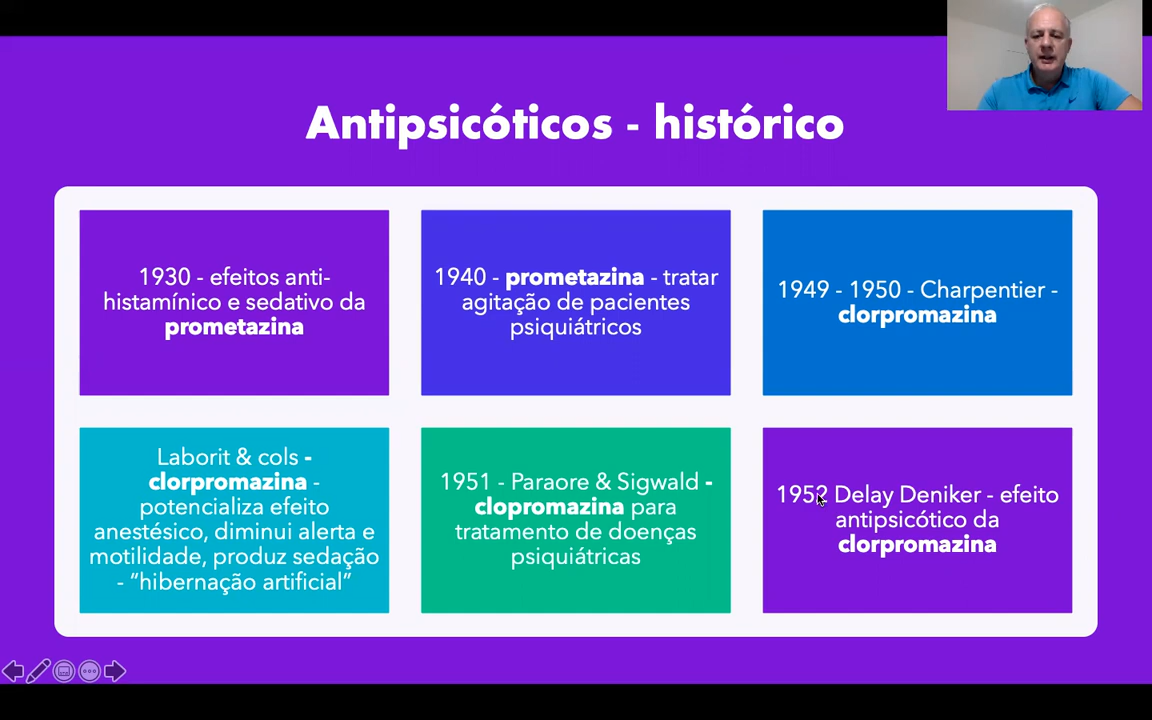 Antipsicóticos - histórico
1930 - efeitos anti-
histamínico e sedativo da
prometazina
1940 - prometazina - tratar
agitação de pacientes
psiquiátricos
1949 - 1950 - Charpentier -
clorpromazina
Laborit & cols -
clorpromazina -
potencializa efeito
anestésico, diminui alerta e
motilidade, produz sedação
- “hibernação artificial”
1951 - Paraore & Sigwald -
clopromazina para
tratamento de doenças
psiquiátricas
1952 Delay Deniker - efeito
antipsicótico da
clorpromazina